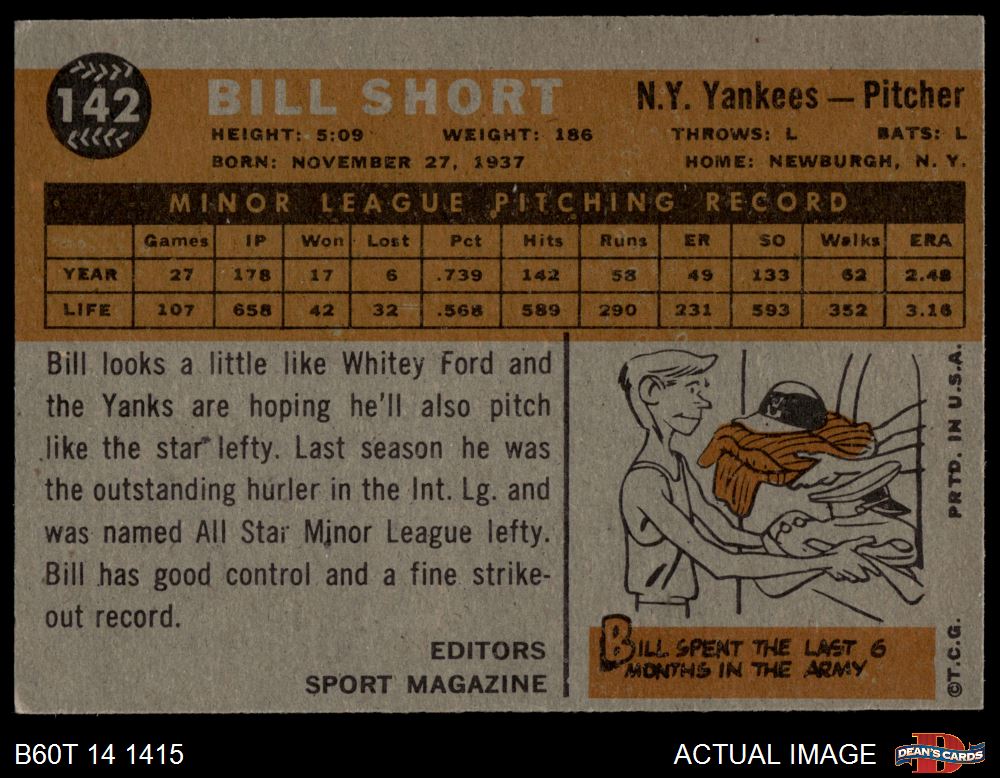 142
BILL SHORT
N.Y. Yankees — Pitcher
HEIGHT: 5:09 WEIGHT: 186 THROWS: L BATS: L
BORN: NOVEMBER 27, 1937 HOME: NEWBURGH, N. Y.
MINOR LEAGUE PITCHING RECORD
Games IP Won Lost Pct Hits Runs ER SO Walks ERA
YEAR 27 178 17 6 .739 142 58 49 133 62 2.48
LIFE 107 658 42 32 .568 589 290 231 593 352 3.16
Bill looks a little like Whitey Ford and
the Yanks are hoping he'll also pitch
like the star lefty. Last season he was
the outstanding hurler in the Int. Lg. and
was named All Star Minor League lefty.
Bill has good control and a fine strike-
out record.
EDITORS
SPORT MAGAZINE
BILL SPENT THE LAST 6
MONTHS IN THE ARMY
©T.C.G. PRTD. IN U.S.A.
B60T 14 1415
ACTUAL IMAGE
DEAN'S CARDS